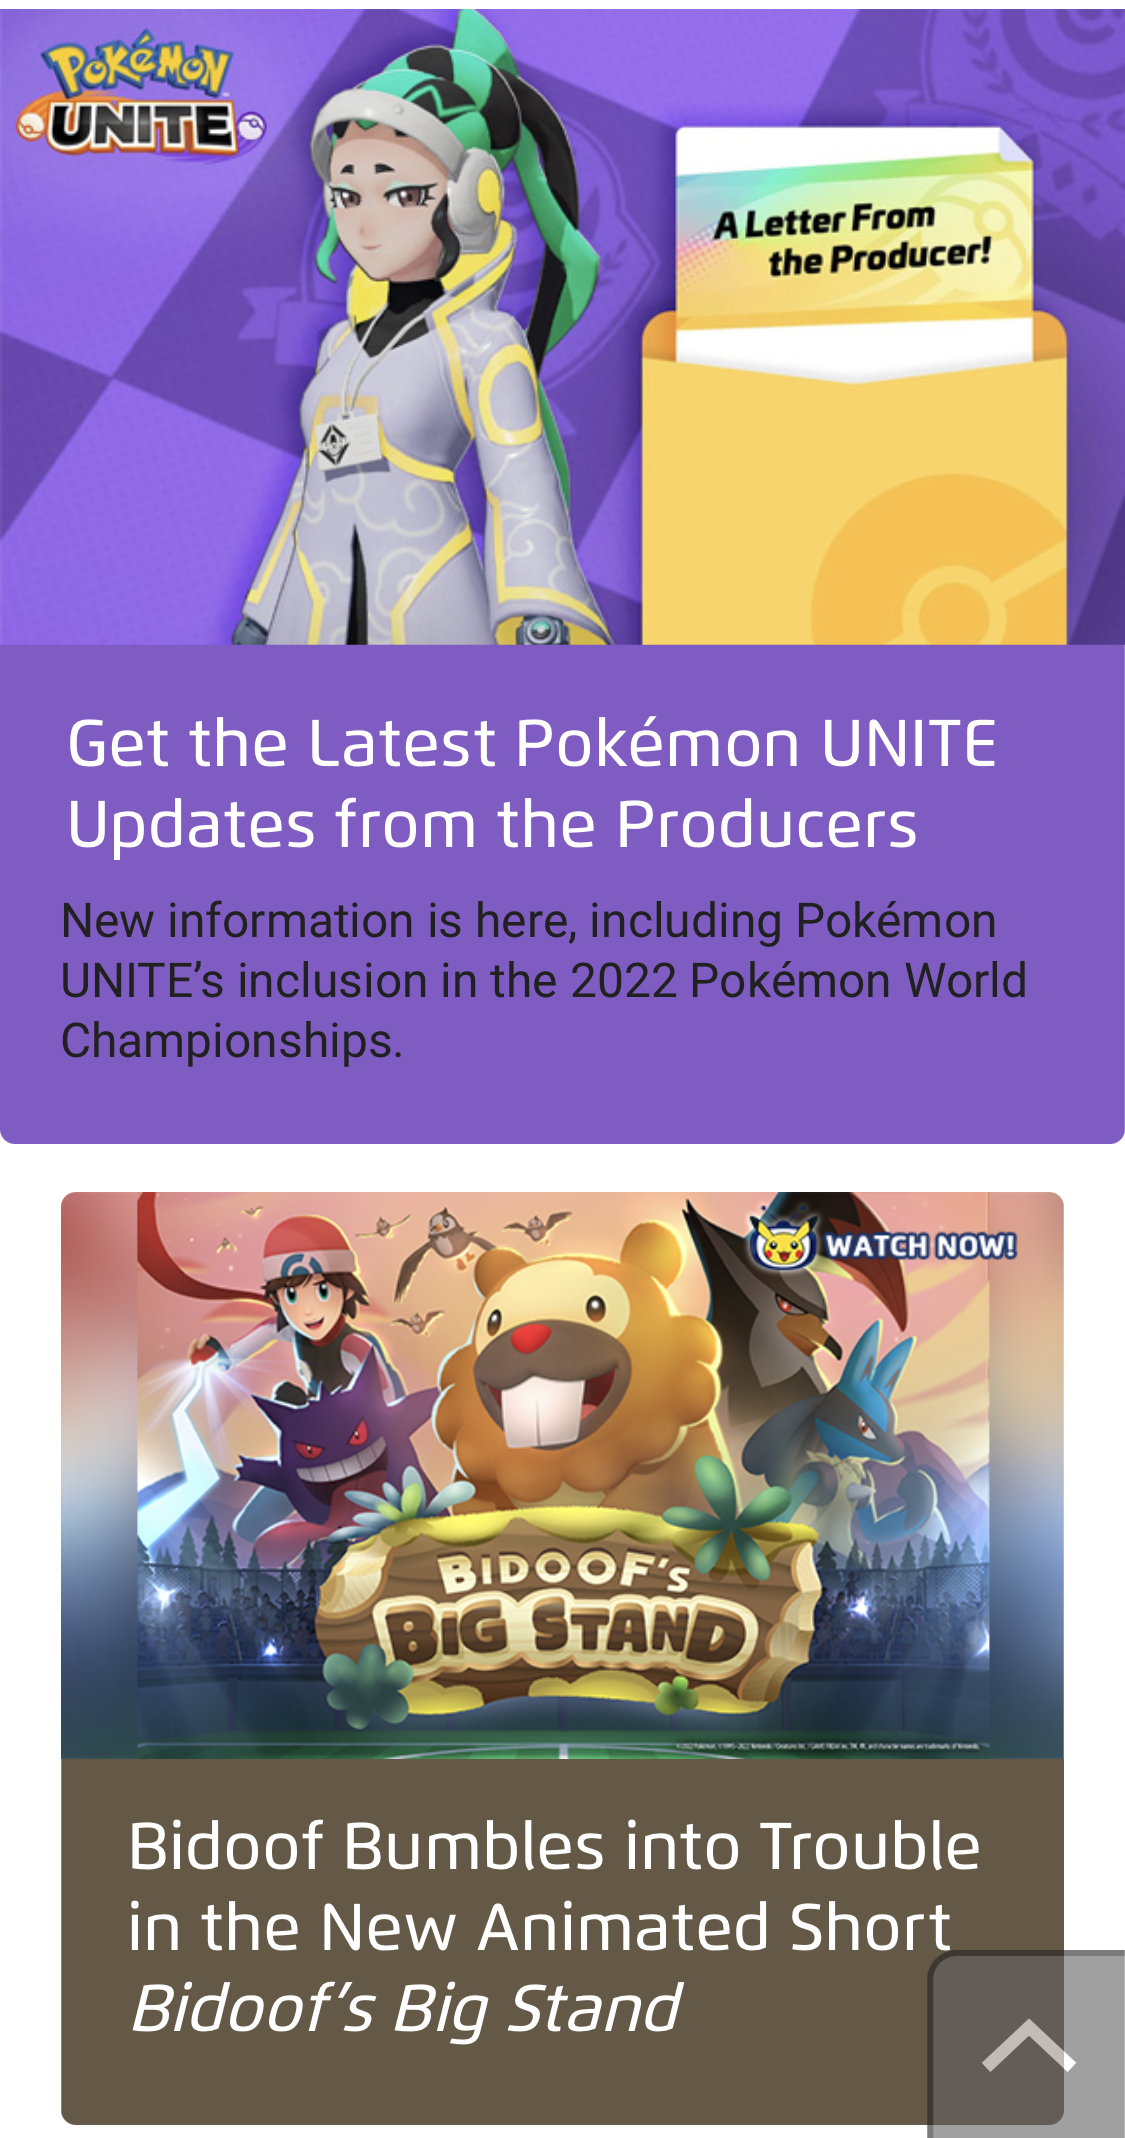 POKéMON
UNITE
A Letter From
the Producer!
Get the Latest Pokémon UNITE
Updates from the Producers
New information is here, including Pokémon
UNITE’s inclusion in the 2022 Pokémon World
Championships.
WATCH NOW!
BIDOOF'S
BIG STAND
Bidoof Bumbles into Trouble
in the New Animated Short
Bidoof’s Big Stand